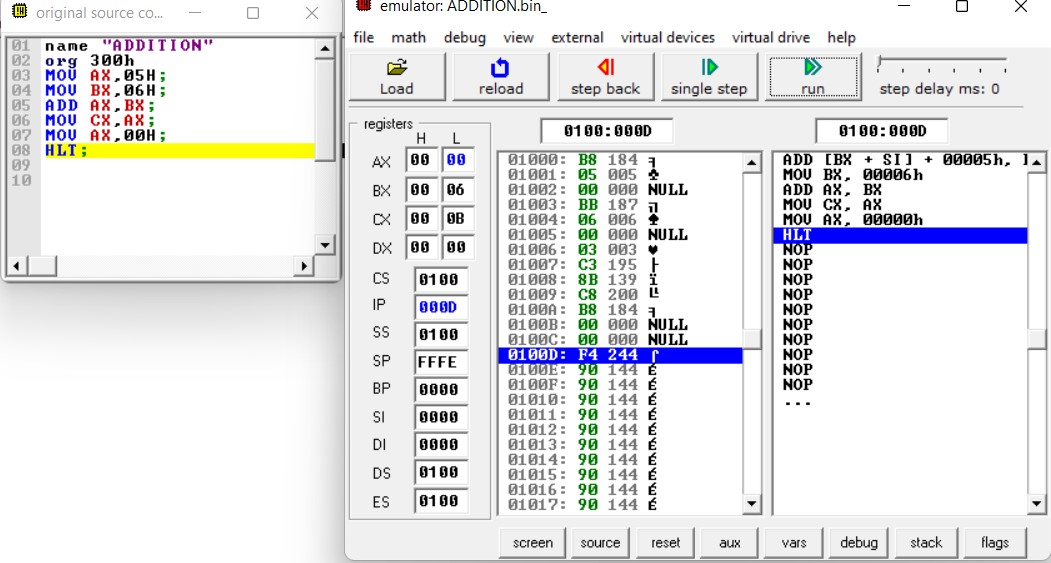 original source co...
01 name "ADDITION"
02 org 300h
03 MOV AX,05H;
04 MOV BX,06H;
05 ADD AX,BX;
06 MOV CX,AX;
07 MOV AX,00H;
08 HLT;
09
10
emulator: ADDITION.bin_
file math debug view external virtual devices virtual drive help
Load reload step back single step run step delay ms: 0
registers
H L
AX 00 00
BX 00 06
CX 00 0B
DX 00 00
CS 0100
IP 000D
SS 0100
SP FFFE
BP 0000
SI 0000
DI 0000
DS 0100
ES 0100
0100:000D
01000: B8 184 ╕
01001: 05 005 ♣
01002: 00 000 NULL
01003: BB 187 ╗
01004: 06 006 ♠
01005: 00 000 NULL
01006: 03 003 ♥
01007: C3 195 ├
01008: 8B 139 ï
01009: C8 200 ╚
0100A: B8 184 ╕
0100B: 00 000 NULL
0100C: 00 000 NULL
0100D: F4 244 ⌠
0100E: 90 144 É
0100F: 90 144 É
01010: 90 144 É
01011: 90 144 É
01012: 90 144 É
01013: 90 144 É
01014: 90 144 É
01015: 90 144 É
01016: 90 144 É
01017: 90 144 É
0100:000D
ADD [BX + SI] + 00005h,
MOV BX, 00006h
ADD AX, BX
MOV CX, AX
MOV AX, 00000h
HLT
NOP
NOP
NOP
NOP
NOP
NOP
NOP
NOP
NOP
NOP
...
screen source reset aux vars debug stack flags